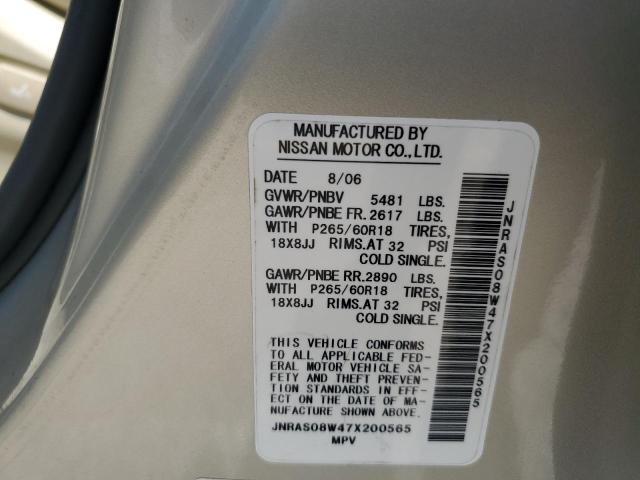 MANUFACTURED BY
NISSAN MOTOR CO.,LTD.
DATE 8/06
GVWR/PNBV 5481 LBS.
GAWR/PNBE FR. 2617 LBS.
WITH P265/60R18 TIRES,
18X8JJ RIMS.AT 32 PSI
COLD SINGLE.
GAWR/PNBE RR. 2890 LBS.
WITH P265/60R18 TIRES,
18X8JJ RIMS.AT 32 PSI
COLD SINGLE.
THIS VEHICLE CONFORMS
TO ALL APPLICABLE FED-
ERAL MOTOR VEHICLE SA-
FETY AND THEFT PREVEN-
TION STANDARDS IN EFF-
ECT ON THE DATE OF MA-
NUFACTURE SHOWN ABOVE.
JNRAS08W47X200565
MPV
JNRAS08W47X200565